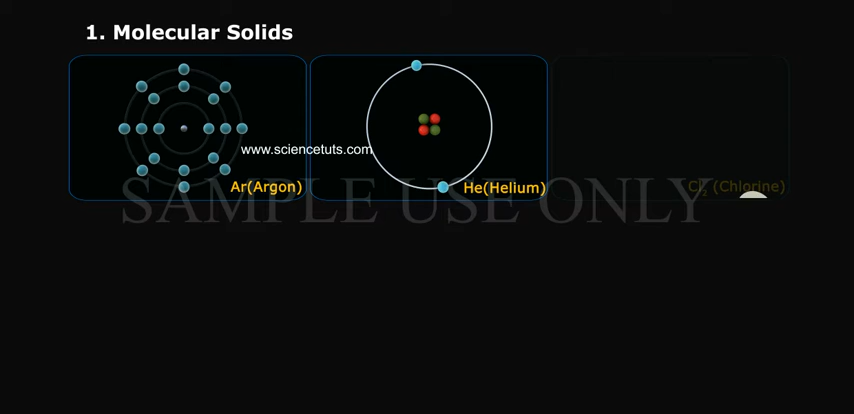 1. Molecular Solids
www.sciencetuts.com
Ar(Argon)
He(Helium)
Cl₂ (Chlorine)
SAMPLE USE ONLY